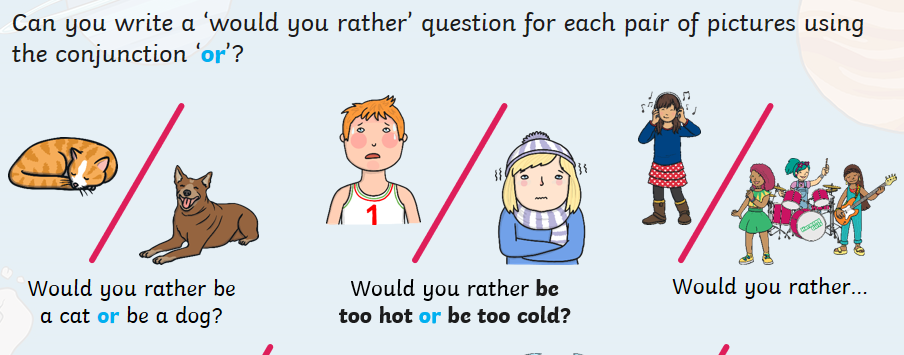 Can you write a ‘would you rather’ question for each pair of pictures using
the conjunction ‘or’?
1
Would you rather be
a cat or be a dog?
Would you rather be
too hot or be too cold?
Would you rather...